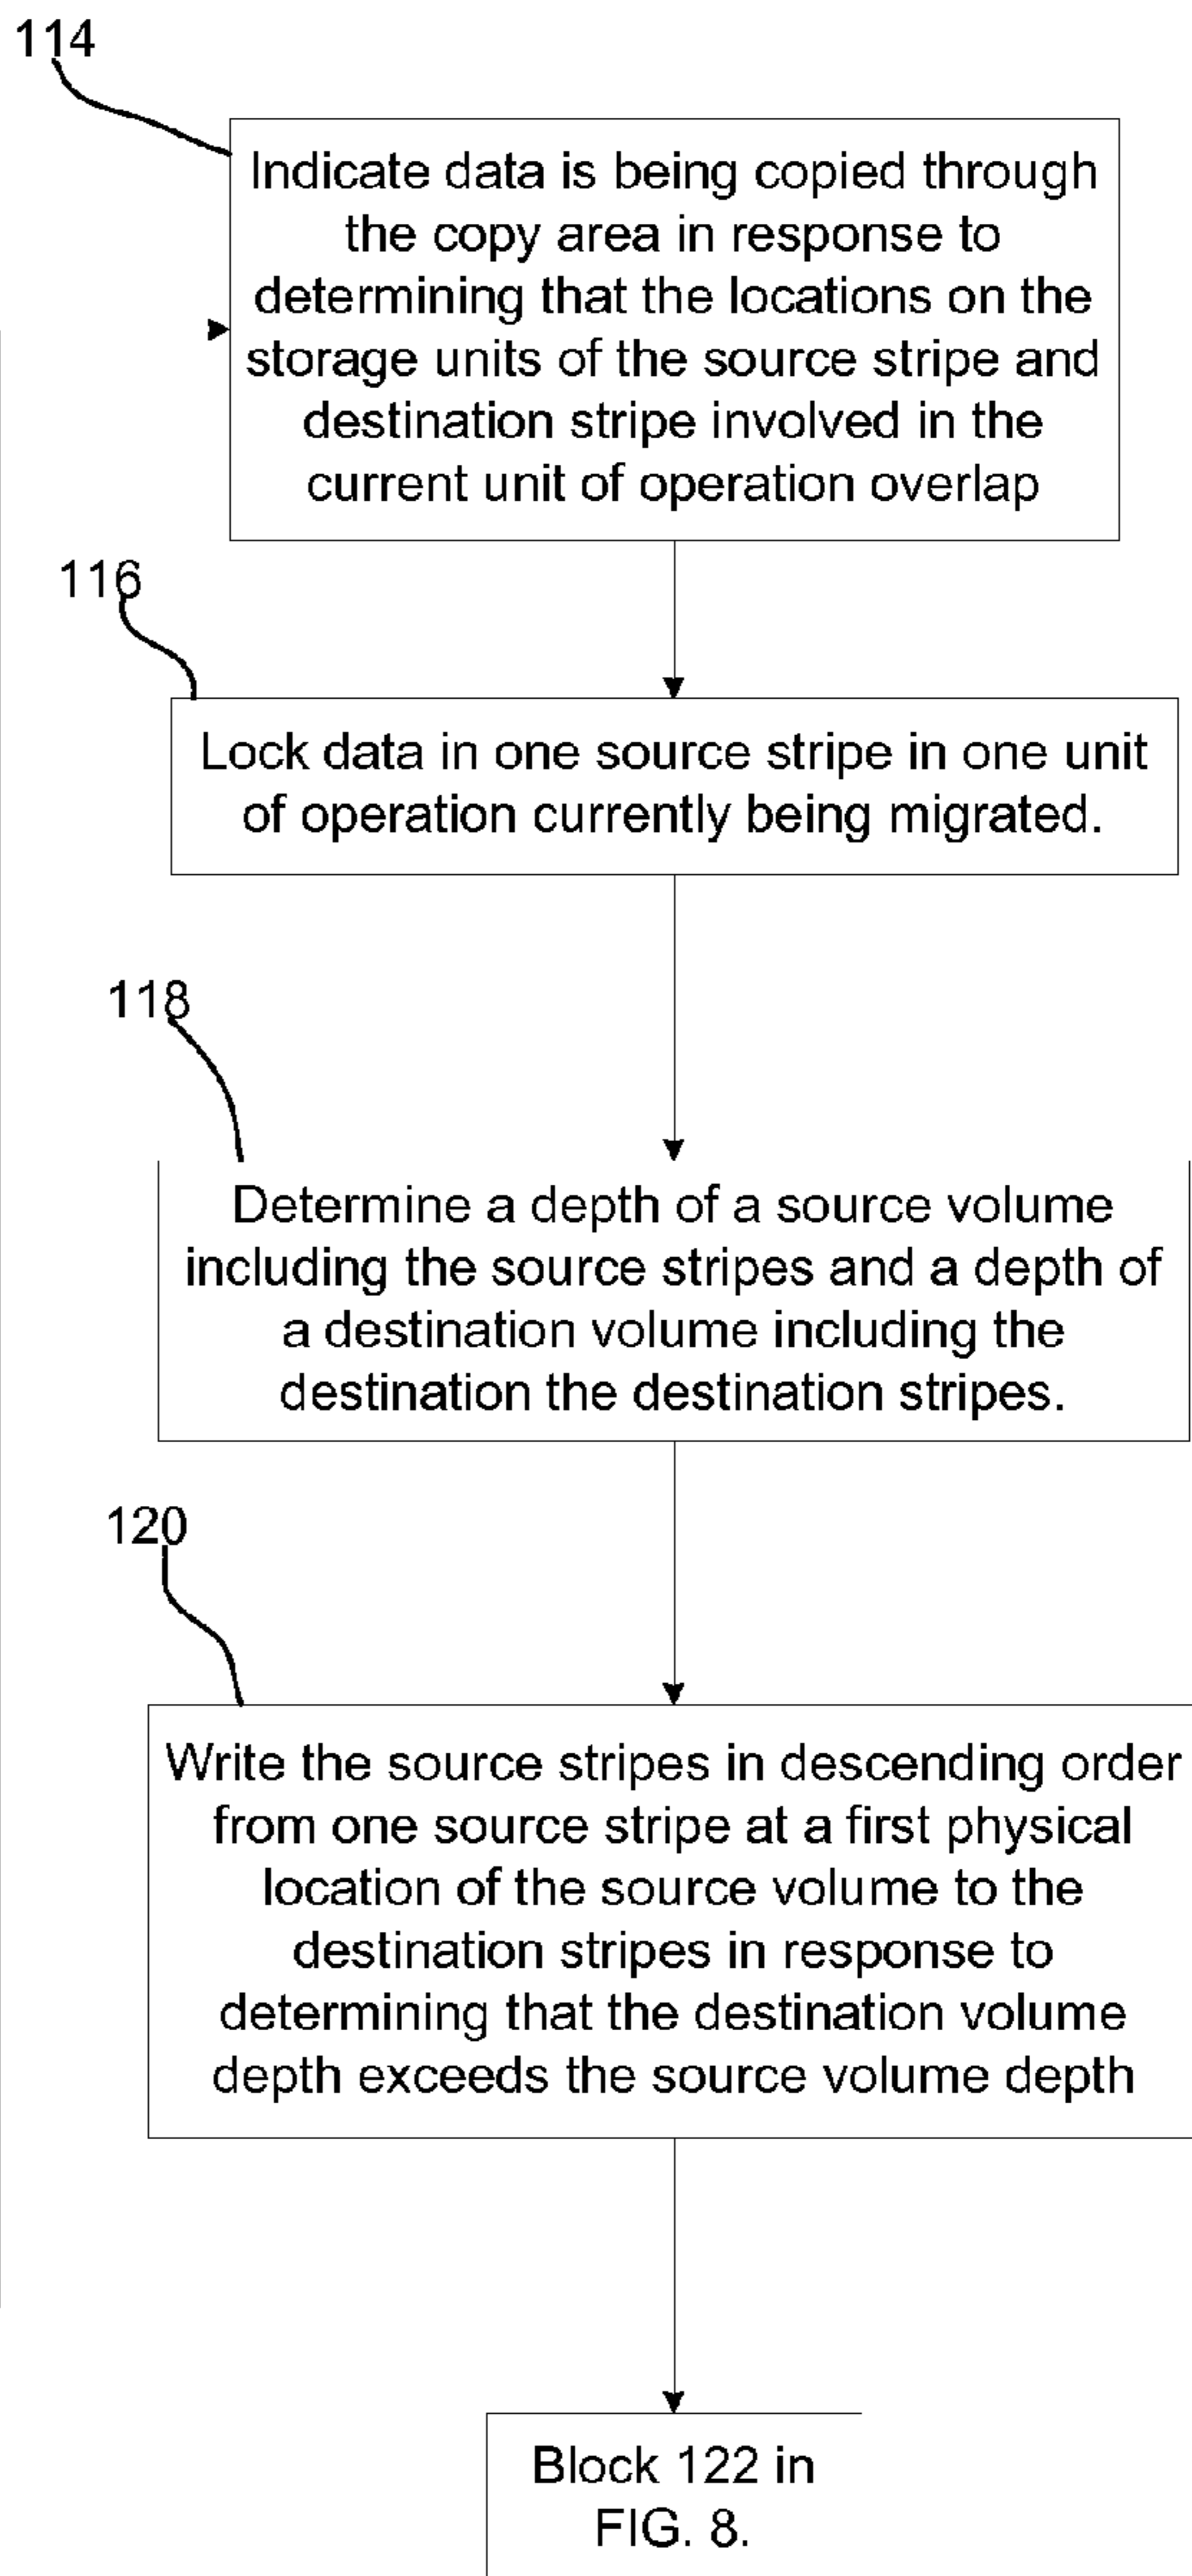 114
Indicate data is being copied through
the copy area in response to
determining that the locations on the
storage units of the source stripe and
destination stripe involved in the
current unit of operation overlap
116
Lock data in one source stripe in one unit
of operation currently being migrated.
118
Determine a depth of a source volume
including the source stripes and a depth of
a destination volume including the
destination the destination stripes.
120
Write the source stripes in descending order
from one source stripe at a first physical
location of the source volume to the
destination stripes in response to
determining that the destination volume
depth exceeds the source volume depth
Block 122 in
FIG. 8.